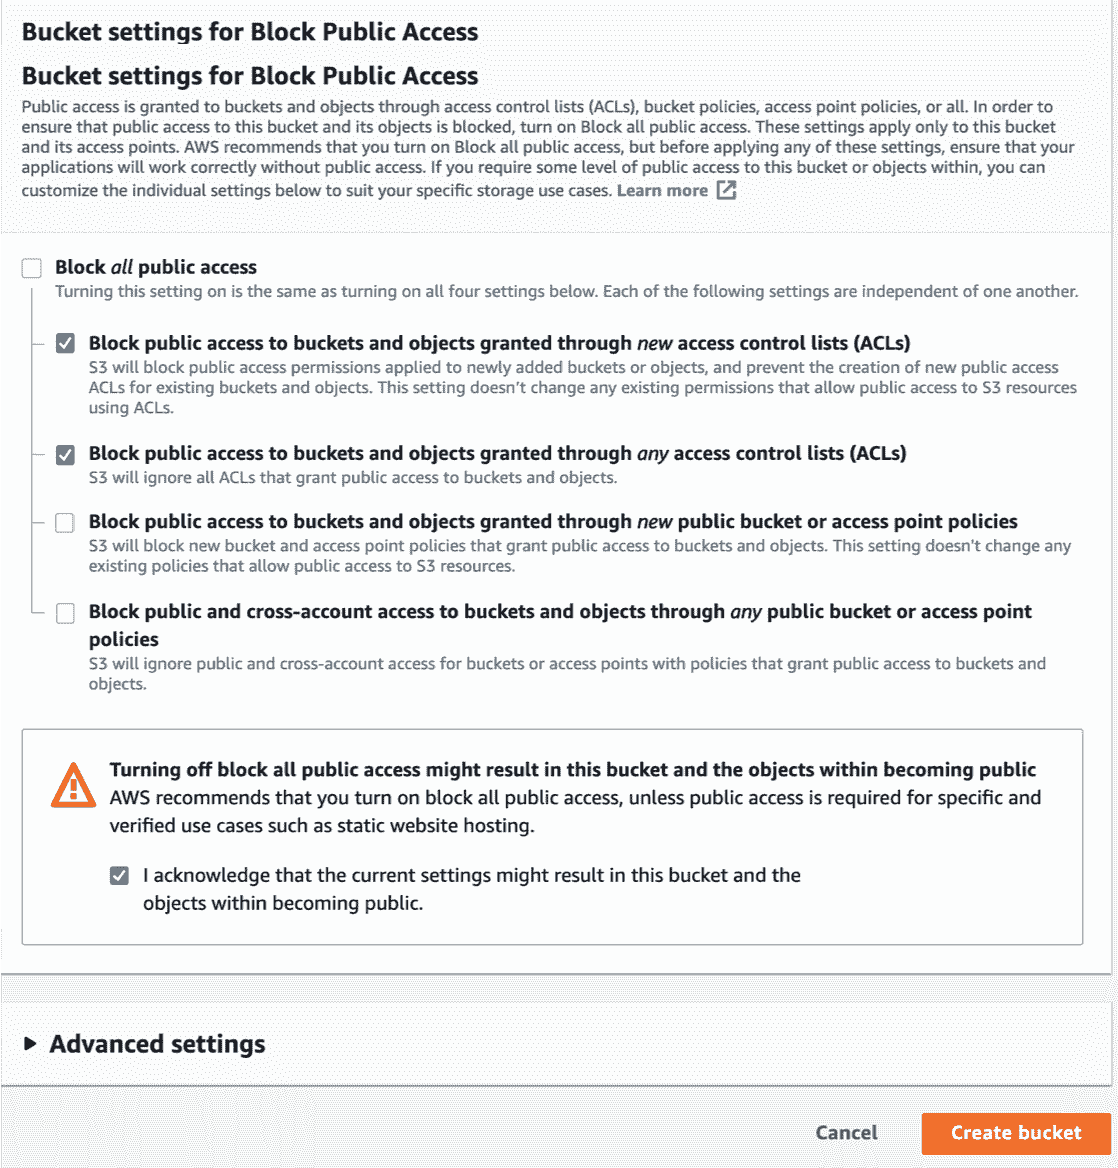 Bucket settings for Block Public Access
Bucket settings for Block Public Access
Public access is granted to buckets and objects through access control lists (ACLs), bucket policies, access point policies, or all. In order to
ensure that public access to this bucket and its objects is blocked, turn on Block all public access. These settings apply only to this bucket
and its access points. AWS recommends that you turn on Block all public access, but before applying any of these settings, ensure that your
applications will work correctly without public access. If you require some level of public access to this bucket or objects within, you can
customize the individual settings below to suit your specific storage use cases. Learn more
Block all public access
Turning this setting on is the same as turning on all four settings below. Each of the following settings are independent of one another.
Block public access to buckets and objects granted through new access control lists (ACLs)
S3 will block public access permissions applied to newly added buckets or objects, and prevent the creation of new public access
ACLs for existing buckets and objects. This setting doesn't change any existing permissions that allow public access to S3 resources
using ACLs.
Block public access to buckets and objects granted through any access control lists (ACLs)
S3 will ignore all ACLs that grant public access to buckets and objects.
Block public access to buckets and objects granted through new public bucket or access point policies
S3 will block new bucket and access point policies that grant public access to buckets and objects. This setting doesn't change any
existing policies that allow public access to S3 resources.
Block public and cross-account access to buckets and objects through any public bucket or access point
policies
S3 will ignore public and cross-account access for buckets or access points with policies that grant public access to buckets and
objects.
Turning off block all public access might result in this bucket and the objects within becoming public
AWS recommends that you turn on block all public access, unless public access is required for specific and
verified use cases such as static website hosting.
I acknowledge that the current settings might result in this bucket and the
objects within becoming public.
Advanced settings
Cancel Create bucket